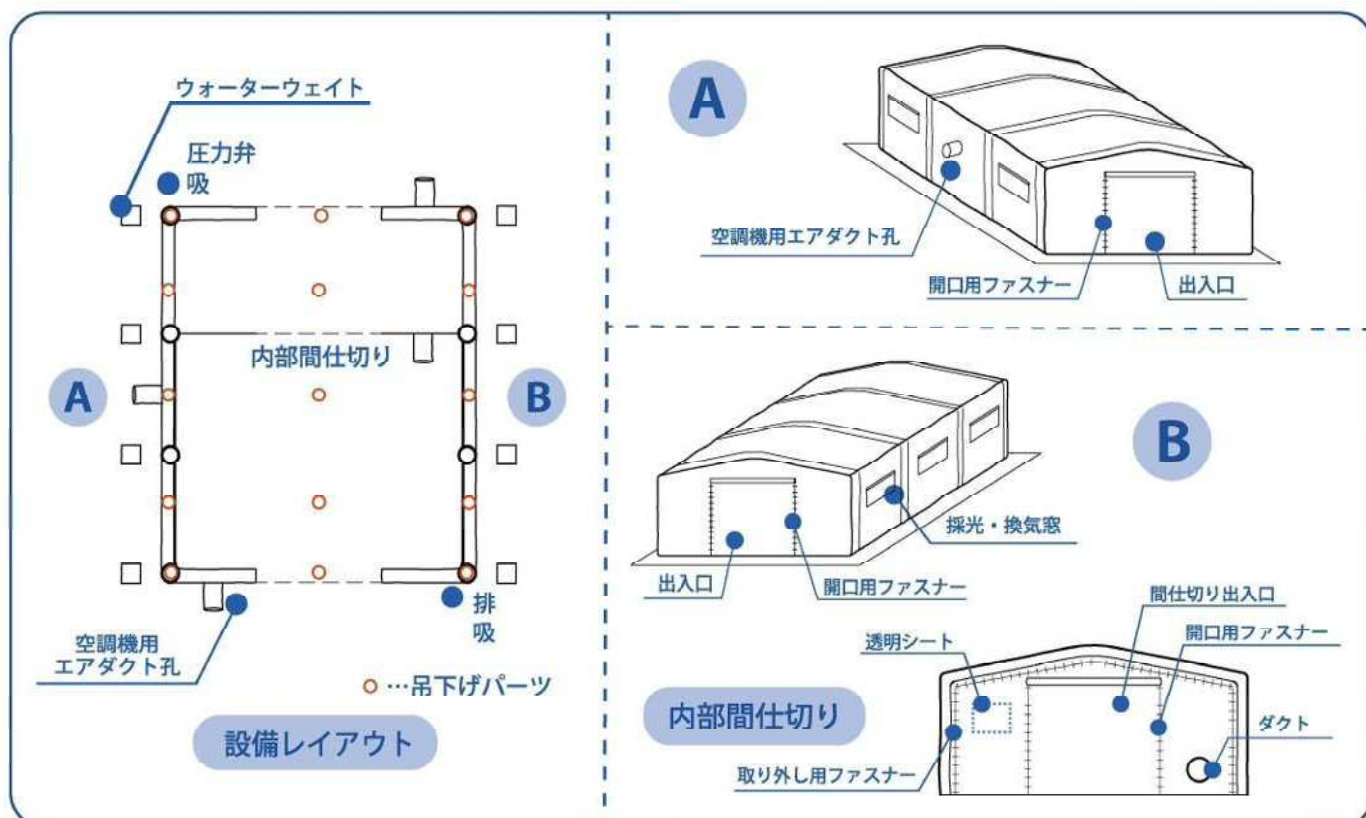 ウォーターウェイト
圧力弁
吸
内部間仕切り
A
B
排
吸
空調機用
エアダクト孔
…吊下げパーツ
設備レイアウト
A
空調機用エアダクト孔
開口用ファスナー
出入口
B
採光・換気窓
出入口
開口用ファスナー
間仕切り出入口
開口用ファスナー
透明シート
内部間仕切り
ダクト
取り外し用ファスナー